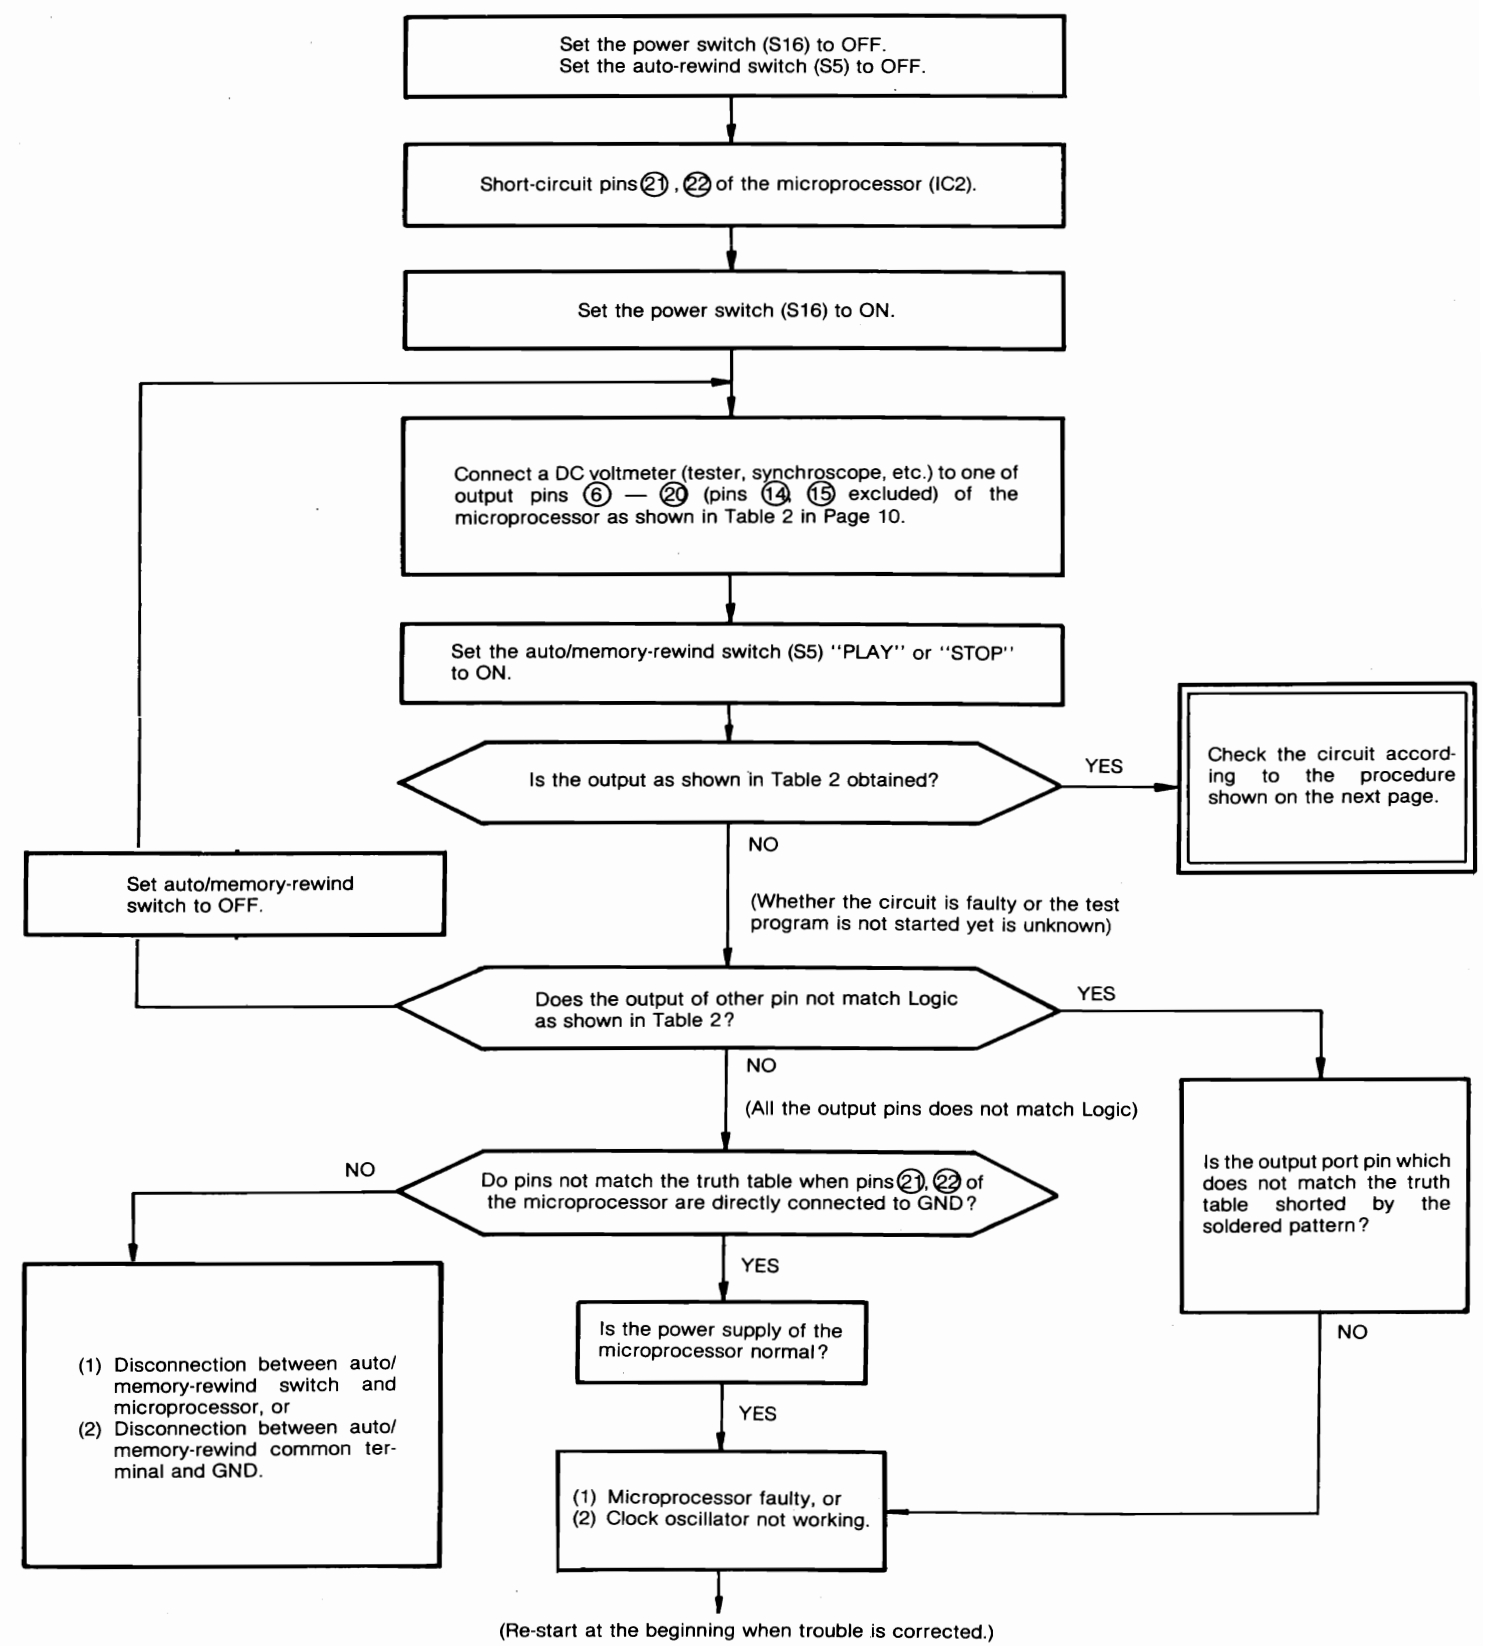 Set the power switch (S16) to OFF.
Set the auto-rewind switch (S5) to OFF.
Short-circuit pins ㉑, ㉒ of the microprocessor (IC2).
Set the power switch (S16) to ON.
Connect a DC voltmeter (tester, synchroscope, etc.) to one of
output pins ⑥ — ⑳ (pins ⑭, ⑮ excluded) of the
microprocessor as shown in Table 2 in Page 10.
Set the auto/memory-rewind switch (S5) "PLAY" or "STOP"
to ON.
Is the output as shown in Table 2 obtained?
YES
Check the circuit accord-
ing to the procedure
shown on the next page.
NO
(Whether the circuit is faulty or the test
program is not started yet is unknown)
Set auto/memory-rewind
switch to OFF.
Does the output of other pin not match Logic
as shown in Table 2?
YES
NO
(All the output pins does not match Logic)
Is the output port pin which
does not match the truth
table shorted by the
soldered pattern?
NO
Do pins not match the truth table when pins ㉑, ㉒ of
the microprocessor are directly connected to GND?
NO
YES
(1) Disconnection between auto/
memory-rewind switch and
microprocessor, or
(2) Disconnection between auto/
memory-rewind common ter-
minal and GND.
Is the power supply of the
microprocessor normal?
YES
(1) Microprocessor faulty, or
(2) Clock oscillator not working.
(Re-start at the beginning when trouble is corrected.)